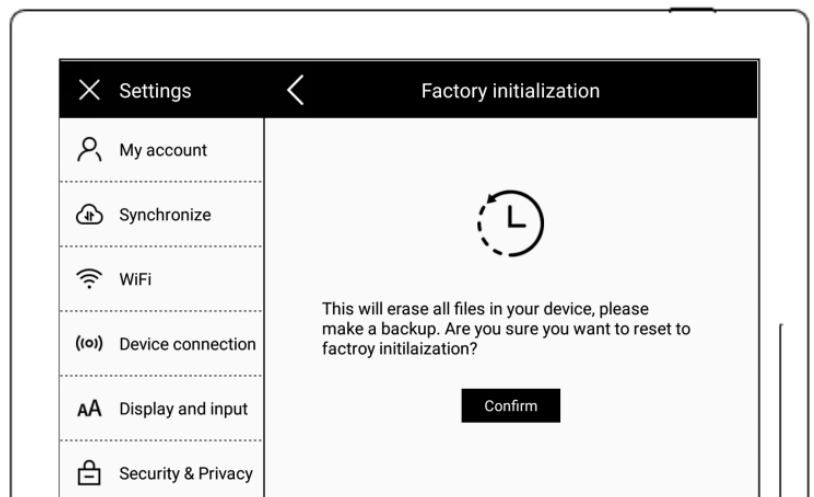 Settings
Factory initialization
My account
Synchronize
WiFi
Device connection
AA Display and input
Security & Privacy
This will erase all files in your device, please
make a backup. Are you sure you want to reset to
factroy initilaization?
Confirm